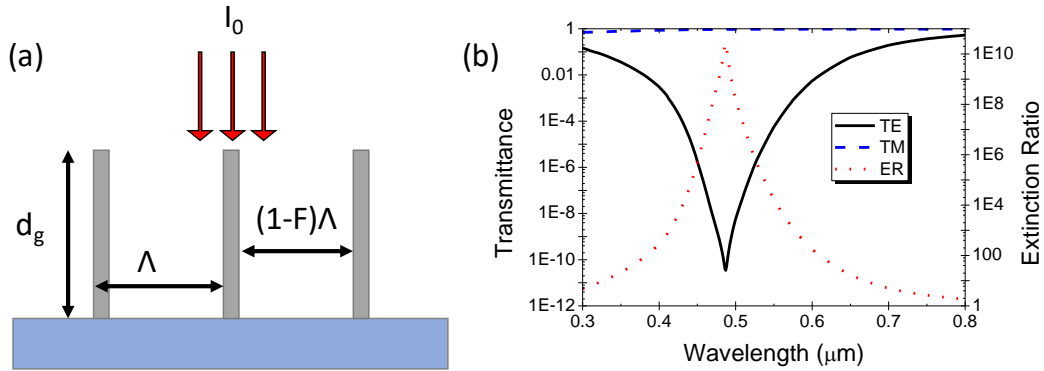 (a)
I0
dg
Λ
(1-F)Λ
(b)
Transmittance
1
0.01
1E-4
1E-6
1E-8
1E-10
1E-12
0.3
0.4
0.5
0.6
0.7
0.8
Wavelength (μm)
TE
TM
ER
1E10
1E8
1E6
1E4
100
1
Extinction Ratio